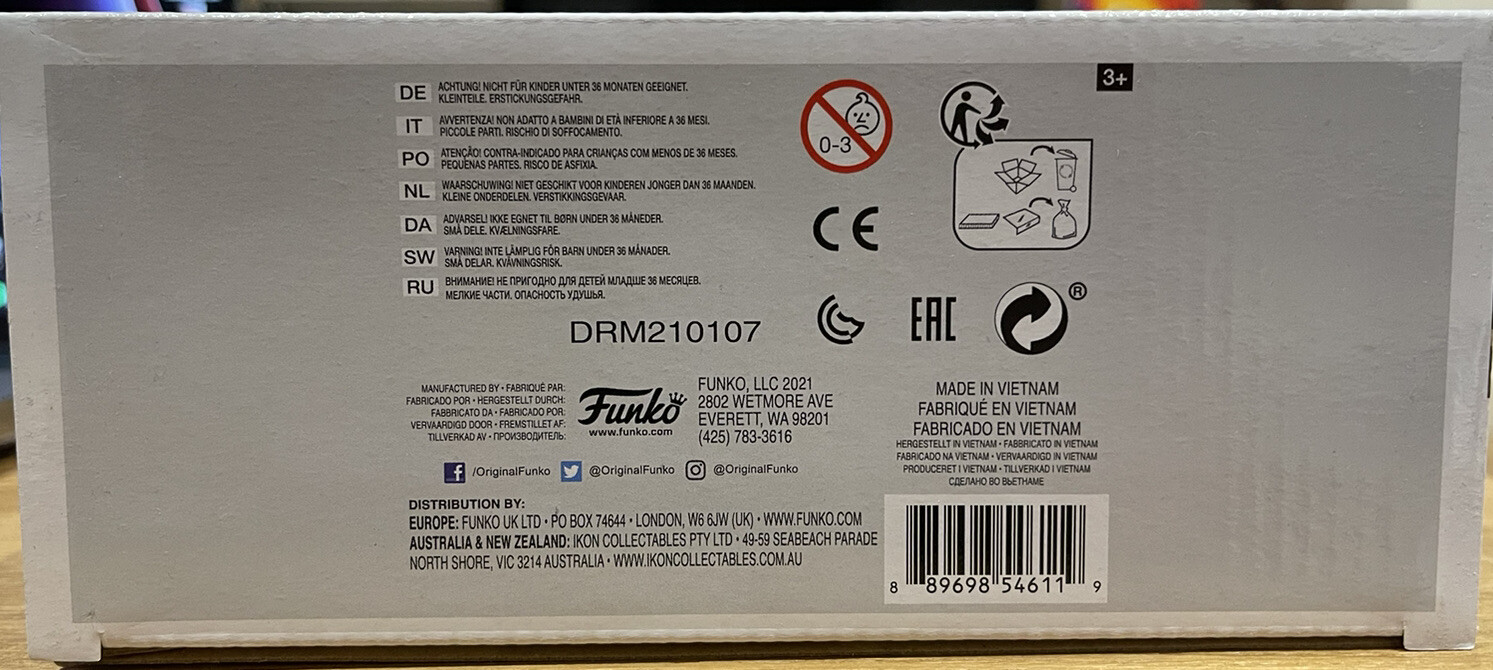 3+
DE ACHTUNG! NICHT FÜR KINDER UNTER 36 MONATEN GEEIGNET.
KLEINTEILE. ERSTICKUNGSGEFAHR.
IT AVVERTENZA! NON ADATTO A BAMBINI DI ETÀ INFERIORE A 36 MESI.
PICCOLE PARTI. RISCHIO DI SOFFOCAMENTO.
PO ATENÇÃO! CONTRA-INDICADO PARA CRIANÇAS COM MENOS DE 36 MESES.
PEQUENAS PARTES. RISCO DE ASFIXIA.
NL WAARSCHUWING! NIET GESCHIKT VOOR KINDEREN JONGER DAN 36 MAANDEN.
KLEINE ONDERDELEN. VERSTIKKINGSGEVAAR.
DA ADVARSEL! IKKE EGNET TIL BØRN UNDER 36 MÅNEDER.
SMÅ DELE. KVÆLNINGSFARE.
SW VARNING! INTE LÄMPLIG FÖR BARN UNDER 36 MÅNADER.
SMÅ DELAR. KVÄVNINGSRISK.
RU ВНИМАНИЕ! НЕ ПРИГОДНО ДЛЯ ДЕТЕЙ МЛАДШЕ 36 МЕСЯЦЕВ.
МЕЛКИЕ ЧАСТИ. ОПАСНОСТЬ УДУШЬЯ.
0-3
CE
EAC
®
DRM210107
MANUFACTURED BY • FABRIQUÉ PAR:
FABRICADO POR • HERGESTELLT DURCH:
FABBRICATO DA • FABRICADO POR:
VERVAARDIGD DOOR • FREMSTILLET AF:
TILLVERKAD AV • ПРОИЗВОДИТЕЛЬ:
Funko
www.funko.com
FUNKO, LLC 2021
2802 WETMORE AVE
EVERETT, WA 98201
(425) 783-3616
MADE IN VIETNAM
FABRIQUÉ EN VIETNAM
FABRICADO EN VIETNAM
HERGESTELLT IN VIETNAM • FABBRICATO IN VIETNAM
FABRICADO NA VIETNAM • VERVAARDIGD IN VIETNAM
PRODUCERET I VIETNAM • TILLVERKAD I VIETNAM
СДЕЛАНО ВО ВЬЕТНАМЕ
/OriginalFunko @OriginalFunko @OriginalFunko
DISTRIBUTION BY:
EUROPE: FUNKO UK LTD • PO BOX 74644 • LONDON, W6 6JW (UK) • WWW.FUNKO.COM
AUSTRALIA & NEW ZEALAND: IKON COLLECTABLES PTY LTD • 49-59 SEABEACH PARADE
NORTH SHORE, VIC 3214 AUSTRALIA • WWW.IKONCOLLECTABLES.COM.AU
8 89698 54611 9